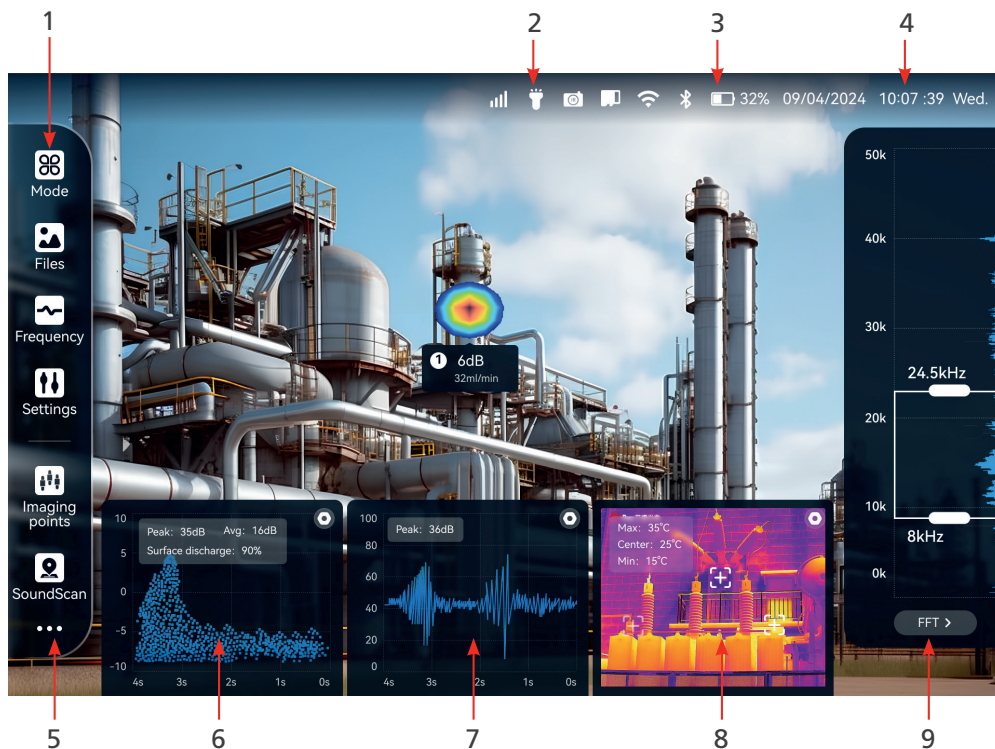 1
2
3
4
32% 09/04/2024 10:07 :39 Wed.
Mode
Files
Frequency
Settings
Imaging
points
SoundScan
1 6dB
32ml/min
50k
40k
30k
24.5kHz
20k
10k
8kHz
0k
FFT >
10
5
0
-5
-10
Peak: 35dB Avg: 16dB
Surface discharge: 90%
4s 3s 2s 1s 0s
100
80
60
40
20
0
Peak: 36dB
4s 3s 2s 1s 0s
Max: 35°C
Center: 25°C
Min: 15°C
5
6
7
8
9